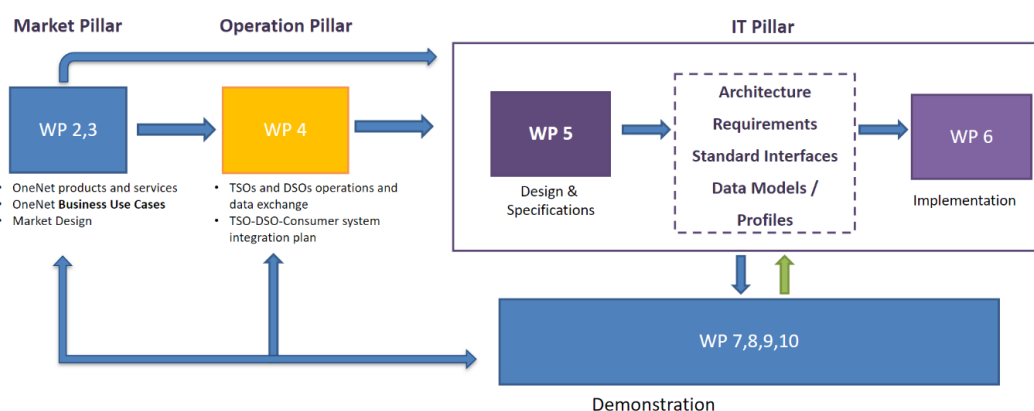 Market Pillar
Operation Pillar
IT Pillar
WP 2,3
WP 4
WP 5
Architecture
Requirements
Standard Interfaces
Data Models /
Profiles
WP 6
• OneNet products and services
• OneNet Business Use Cases
• Market Design
• TSOs and DSOs operations and
data exchange
• TSO-DSO-Consumer system
integration plan
Design &
Specifications
Implementation
WP 7,8,9,10
Demonstration